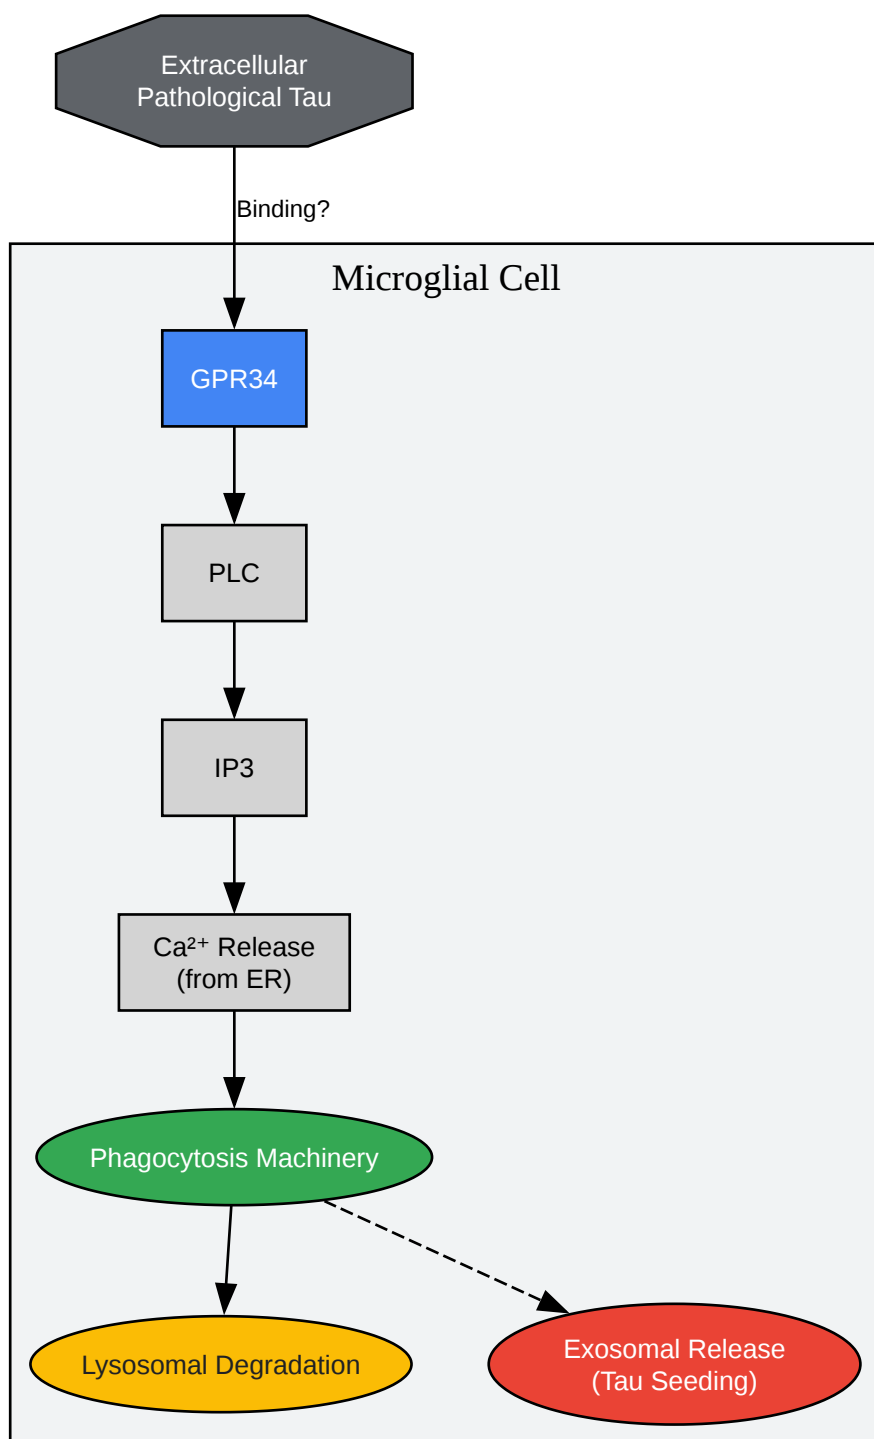 Extracellular
Pathological Tau
Binding?
Microglial Cell
GPR34
PLC
IP3
Ca²⁺ Release
(from ER)
Phagocytosis Machinery
Lysosomal Degradation
Exosomal Release
(Tau Seeding)